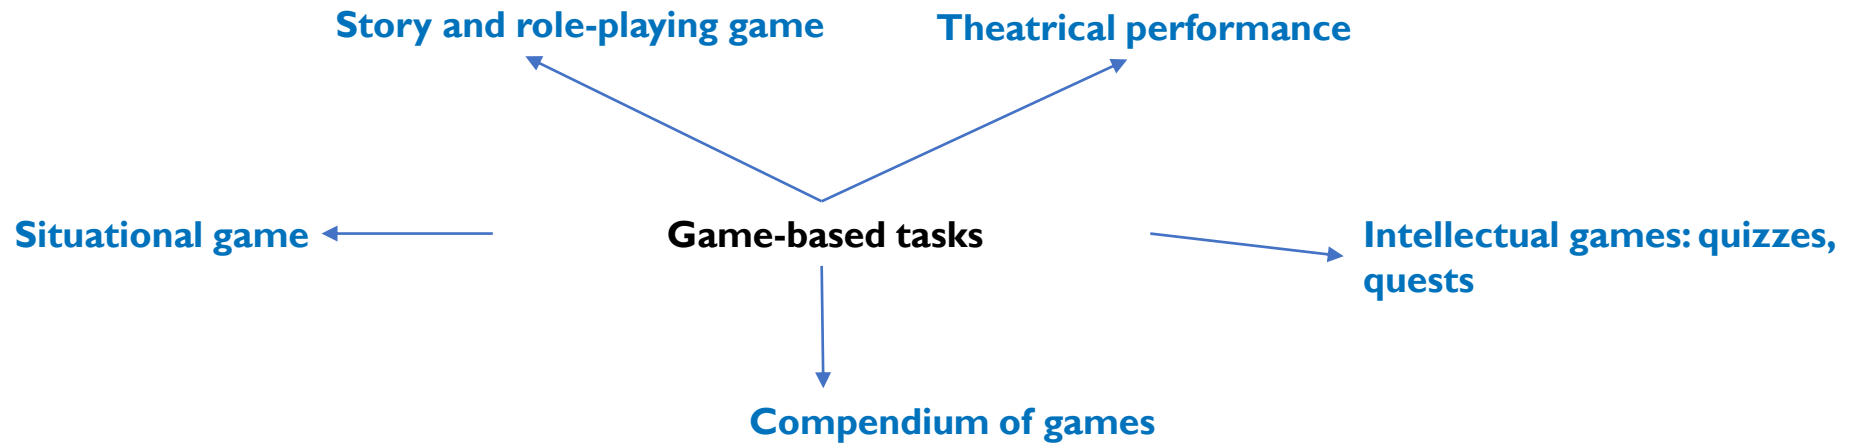 Story and role-playing game
Theatrical performance
Situational game
Game-based tasks
Intellectual games: quizzes,
quests
Compendium of games